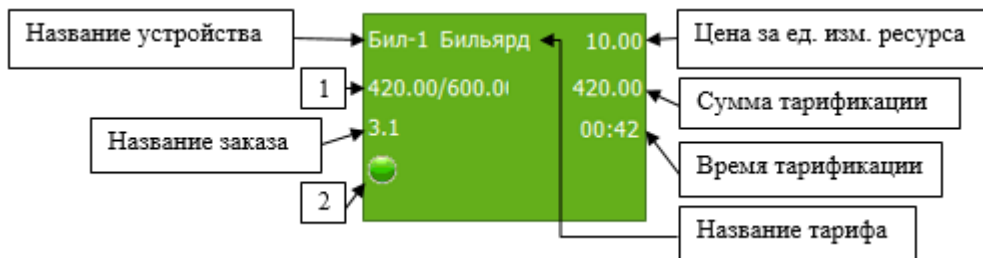 Название устройства
Бил-1 Бильярд
10.00
Цена за ед. изм. ресурса
1
420.00/600.0
420.00
Сумма тарификации
Название заказа
3.1
00:42
Время тарификации
2
Название тарифа